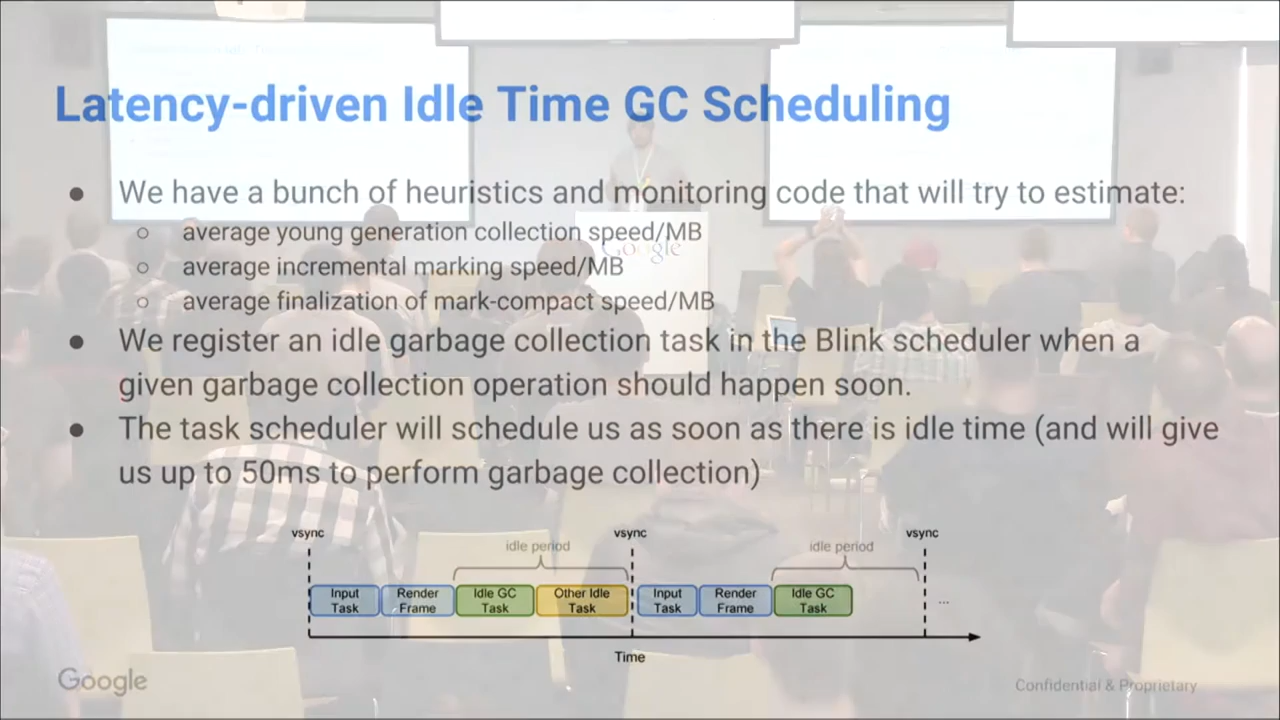 Latency-driven Idle Time GC Scheduling
● We have a bunch of heuristics and monitoring code that will try to estimate:
○ average young generation collection speed/MB
○ average incremental marking speed/MB
○ average finalization of mark-compact speed/MB
● We register an idle garbage collection task in the Blink scheduler when a
given garbage collection operation should happen soon.
● The task scheduler will schedule us as soon as there is idle time (and will give
us up to 50ms to perform garbage collection)
vsync vsync vsync
idle period idle period
Input Render Idle GC Other Idle Input Render Idle GC
Task Frame Task Task Task Frame Task ...
Time
Google Confidential & Proprietary
Google